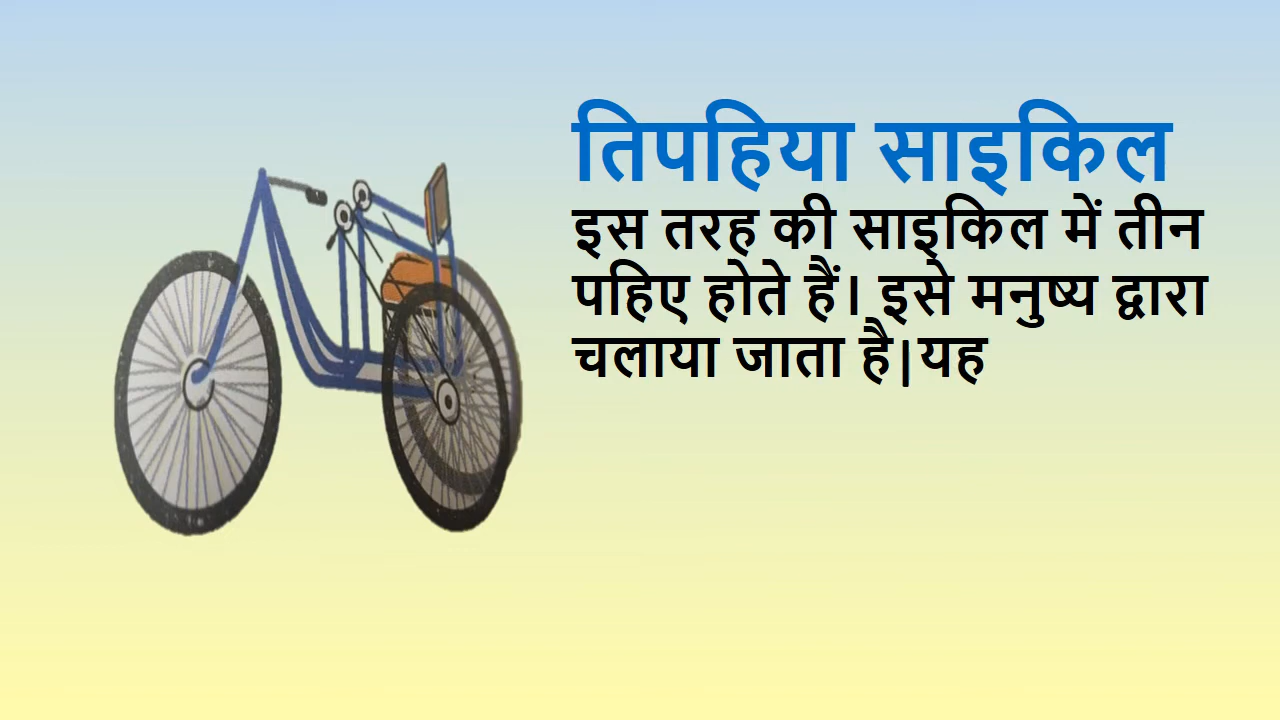 तिपहिया साइकिल
इस तरह की साइकिल में तीन
पहिए होते हैं। इसे मनुष्य द्वारा
चलाया जाता है|यह